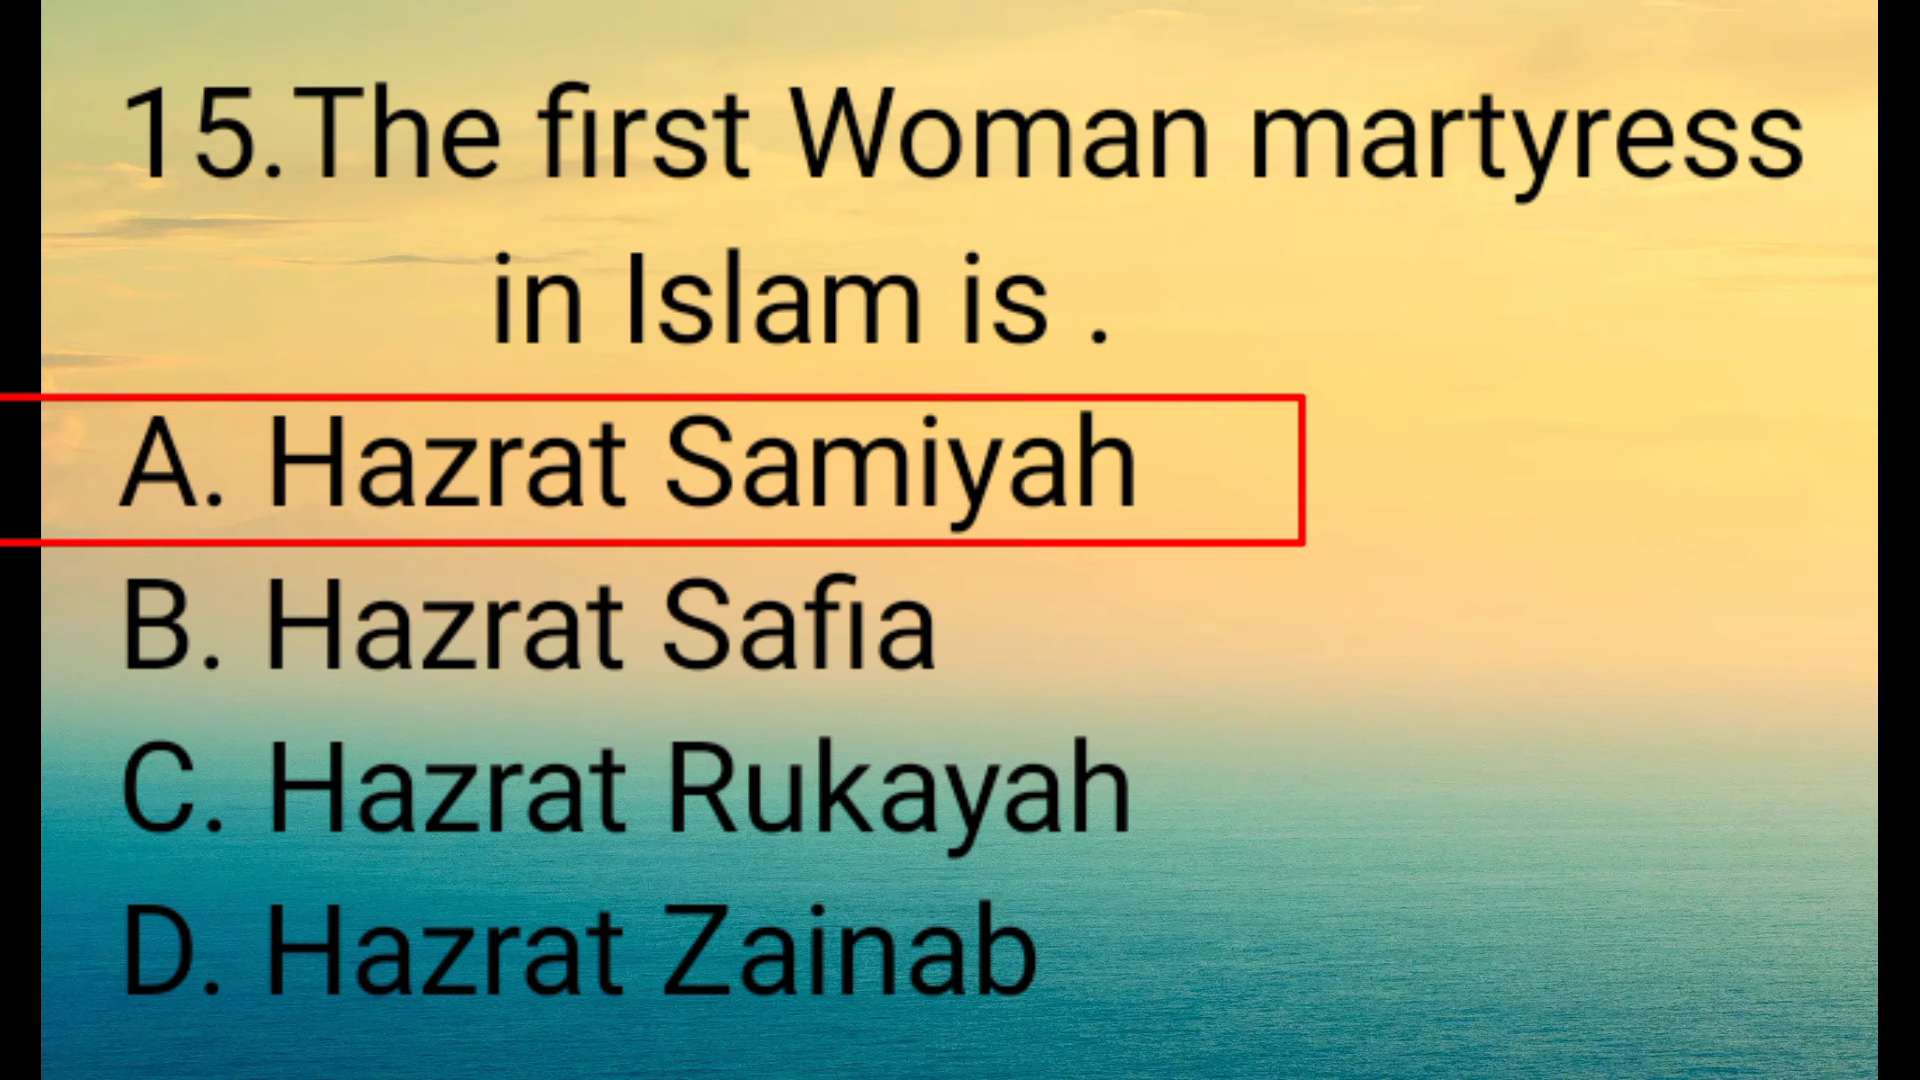 15.The first Woman martyress
in Islam is .
A. Hazrat Samiyah
B. Hazrat Safia
C. Hazrat Rukayah
D. Hazrat Zainab